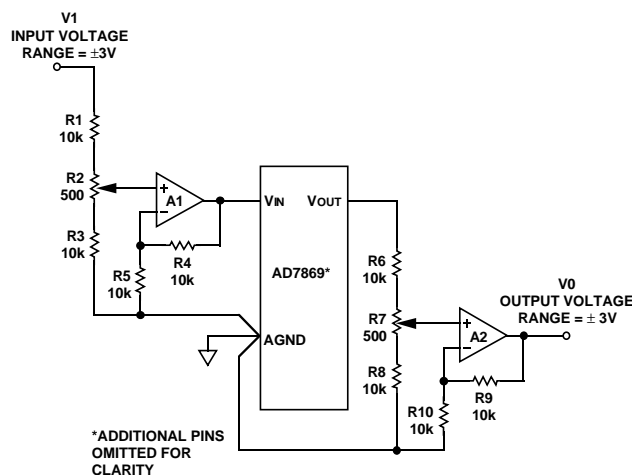 V1
INPUT VOLTAGE
RANGE = ±3V
R1
10k
R2
500
R3
10k
+
A1
−
R4
10k
R5
10k
VIN
VOUT
AD7869*
AGND
R6
10k
R7
500
R8
10k
+
A2
−
R9
10k
R10
10k
V0
OUTPUT VOLTAGE
RANGE = ± 3V
*ADDITIONAL PINS
OMITTED FOR
CLARITY